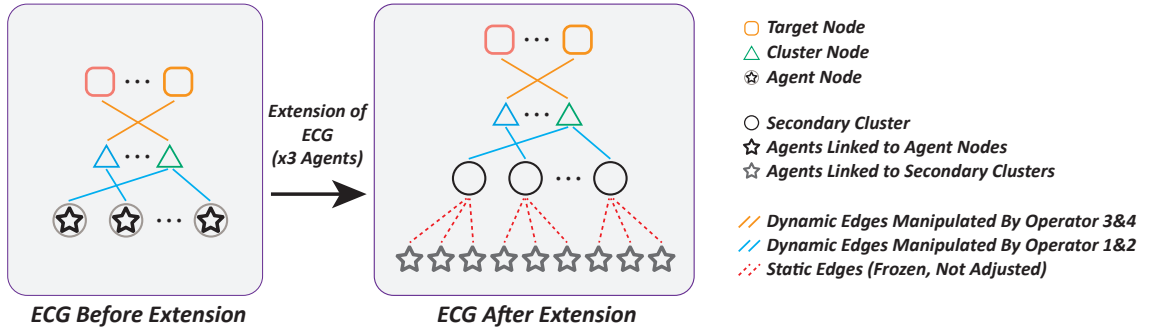 Extension of
ECG
(x3 Agents)
ECG Before Extension
ECG After Extension
Target Node
Cluster Node
Agent Node
Secondary Cluster
Agents Linked to Agent Nodes
Agents Linked to Secondary Clusters
Dynamic Edges Manipulated By Operator 3&4
Dynamic Edges Manipulated By Operator 1&2
Static Edges (Frozen, Not Adjusted)